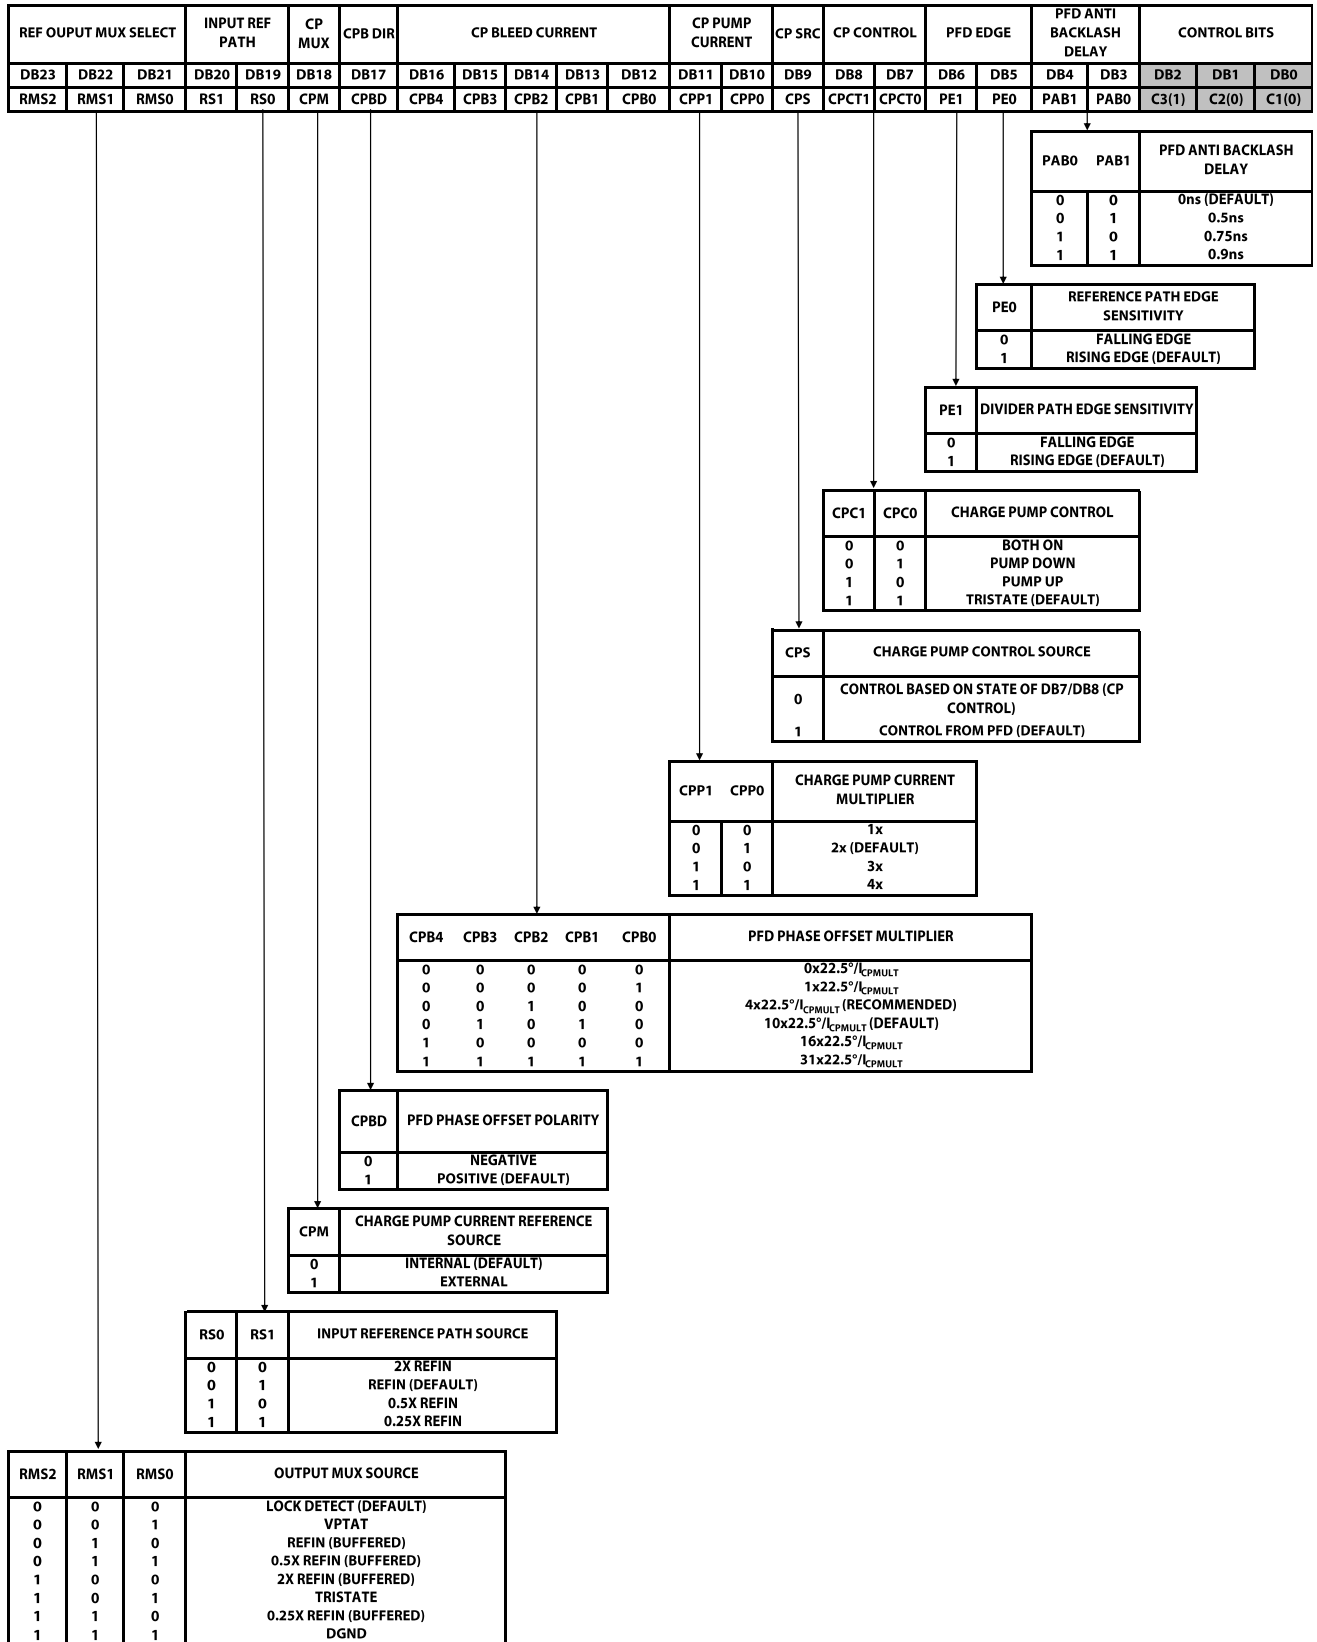 REF OUPUT MUX SELECT INPUT REF PATH CP MUX CPB DIR CP BLEED CURRENT CP PUMP CURRENT CP SRC CP CONTROL PFD EDGE PFD ANTI BACKLASH DELAY CONTROL BITS
DB23 DB22 DB21 DB20 DB19 DB18 DB17 DB16 DB15 DB14 DB13 DB12 DB11 DB10 DB9 DB8 DB7 DB6 DB5 DB4 DB3 DB2 DB1 DB0
RMS2 RMS1 RMS0 RS1 RS0 CPM CPBD CPB4 CPB3 CPB2 CPB1 CPB0 CPP1 CPP0 CPS CPCT1 CPCT0 PE1 PE0 PAB1 PAB0 C3(1) C2(0) C1(0)
PAB0 PAB1 PFD ANTI BACKLASH DELAY
0 0 0ns (DEFAULT)
0 1 0.5ns
1 0 0.75ns
1 1 0.9ns
PE0 REFERENCE PATH EDGE SENSITIVITY
0 FALLING EDGE
1 RISING EDGE (DEFAULT)
PE1 DIVIDER PATH EDGE SENSITIVITY
0 FALLING EDGE
1 RISING EDGE (DEFAULT)
CPC1 CPC0 CHARGE PUMP CONTROL
0 0 BOTH ON
0 1 PUMP DOWN
1 0 PUMP UP
1 1 TRISTATE (DEFAULT)
CPS CHARGE PUMP CONTROL SOURCE
0 CONTROL BASED ON STATE OF DB7/DB8 (CP CONTROL)
1 CONTROL FROM PFD (DEFAULT)
CPP1 CPP0 CHARGE PUMP CURRENT MULTIPLIER
0 0 1x
0 1 2x (DEFAULT)
1 0 3x
1 1 4x
CPB4 CPB3 CPB2 CPB1 CPB0 PFD PHASE OFFSET MULTIPLIER
0 0 0 0 0 0x22.5°/ICPMULT
0 0 0 0 1 1x22.5°/ICPMULT
0 0 1 0 0 4x22.5°/ICPMULT (RECOMMENDED)
0 1 0 1 0 10x22.5°/ICPMULT (DEFAULT)
1 0 0 0 0 16x22.5°/ICPMULT
1 1 1 1 1 31x22.5°/ICPMULT
CPBD PFD PHASE OFFSET POLARITY
0 NEGATIVE
1 POSITIVE (DEFAULT)
CPM CHARGE PUMP CURRENT REFERENCE SOURCE
0 INTERNAL (DEFAULT)
1 EXTERNAL
RS0 RS1 INPUT REFERENCE PATH SOURCE
0 0 2X REFIN
0 1 REFIN (DEFAULT)
1 0 0.5X REFIN
1 1 0.25X REFIN
RMS2 RMS1 RMS0 OUTPUT MUX SOURCE
0 0 0 LOCK DETECT (DEFAULT)
0 0 1 VPTAT
0 1 0 REFIN (BUFFERED)
0 1 1 0.5X REFIN (BUFFERED)
1 0 0 2X REFIN (BUFFERED)
1 0 1 TRISTATE
1 1 0 0.25X REFIN (BUFFERED)
1 1 1 DGND